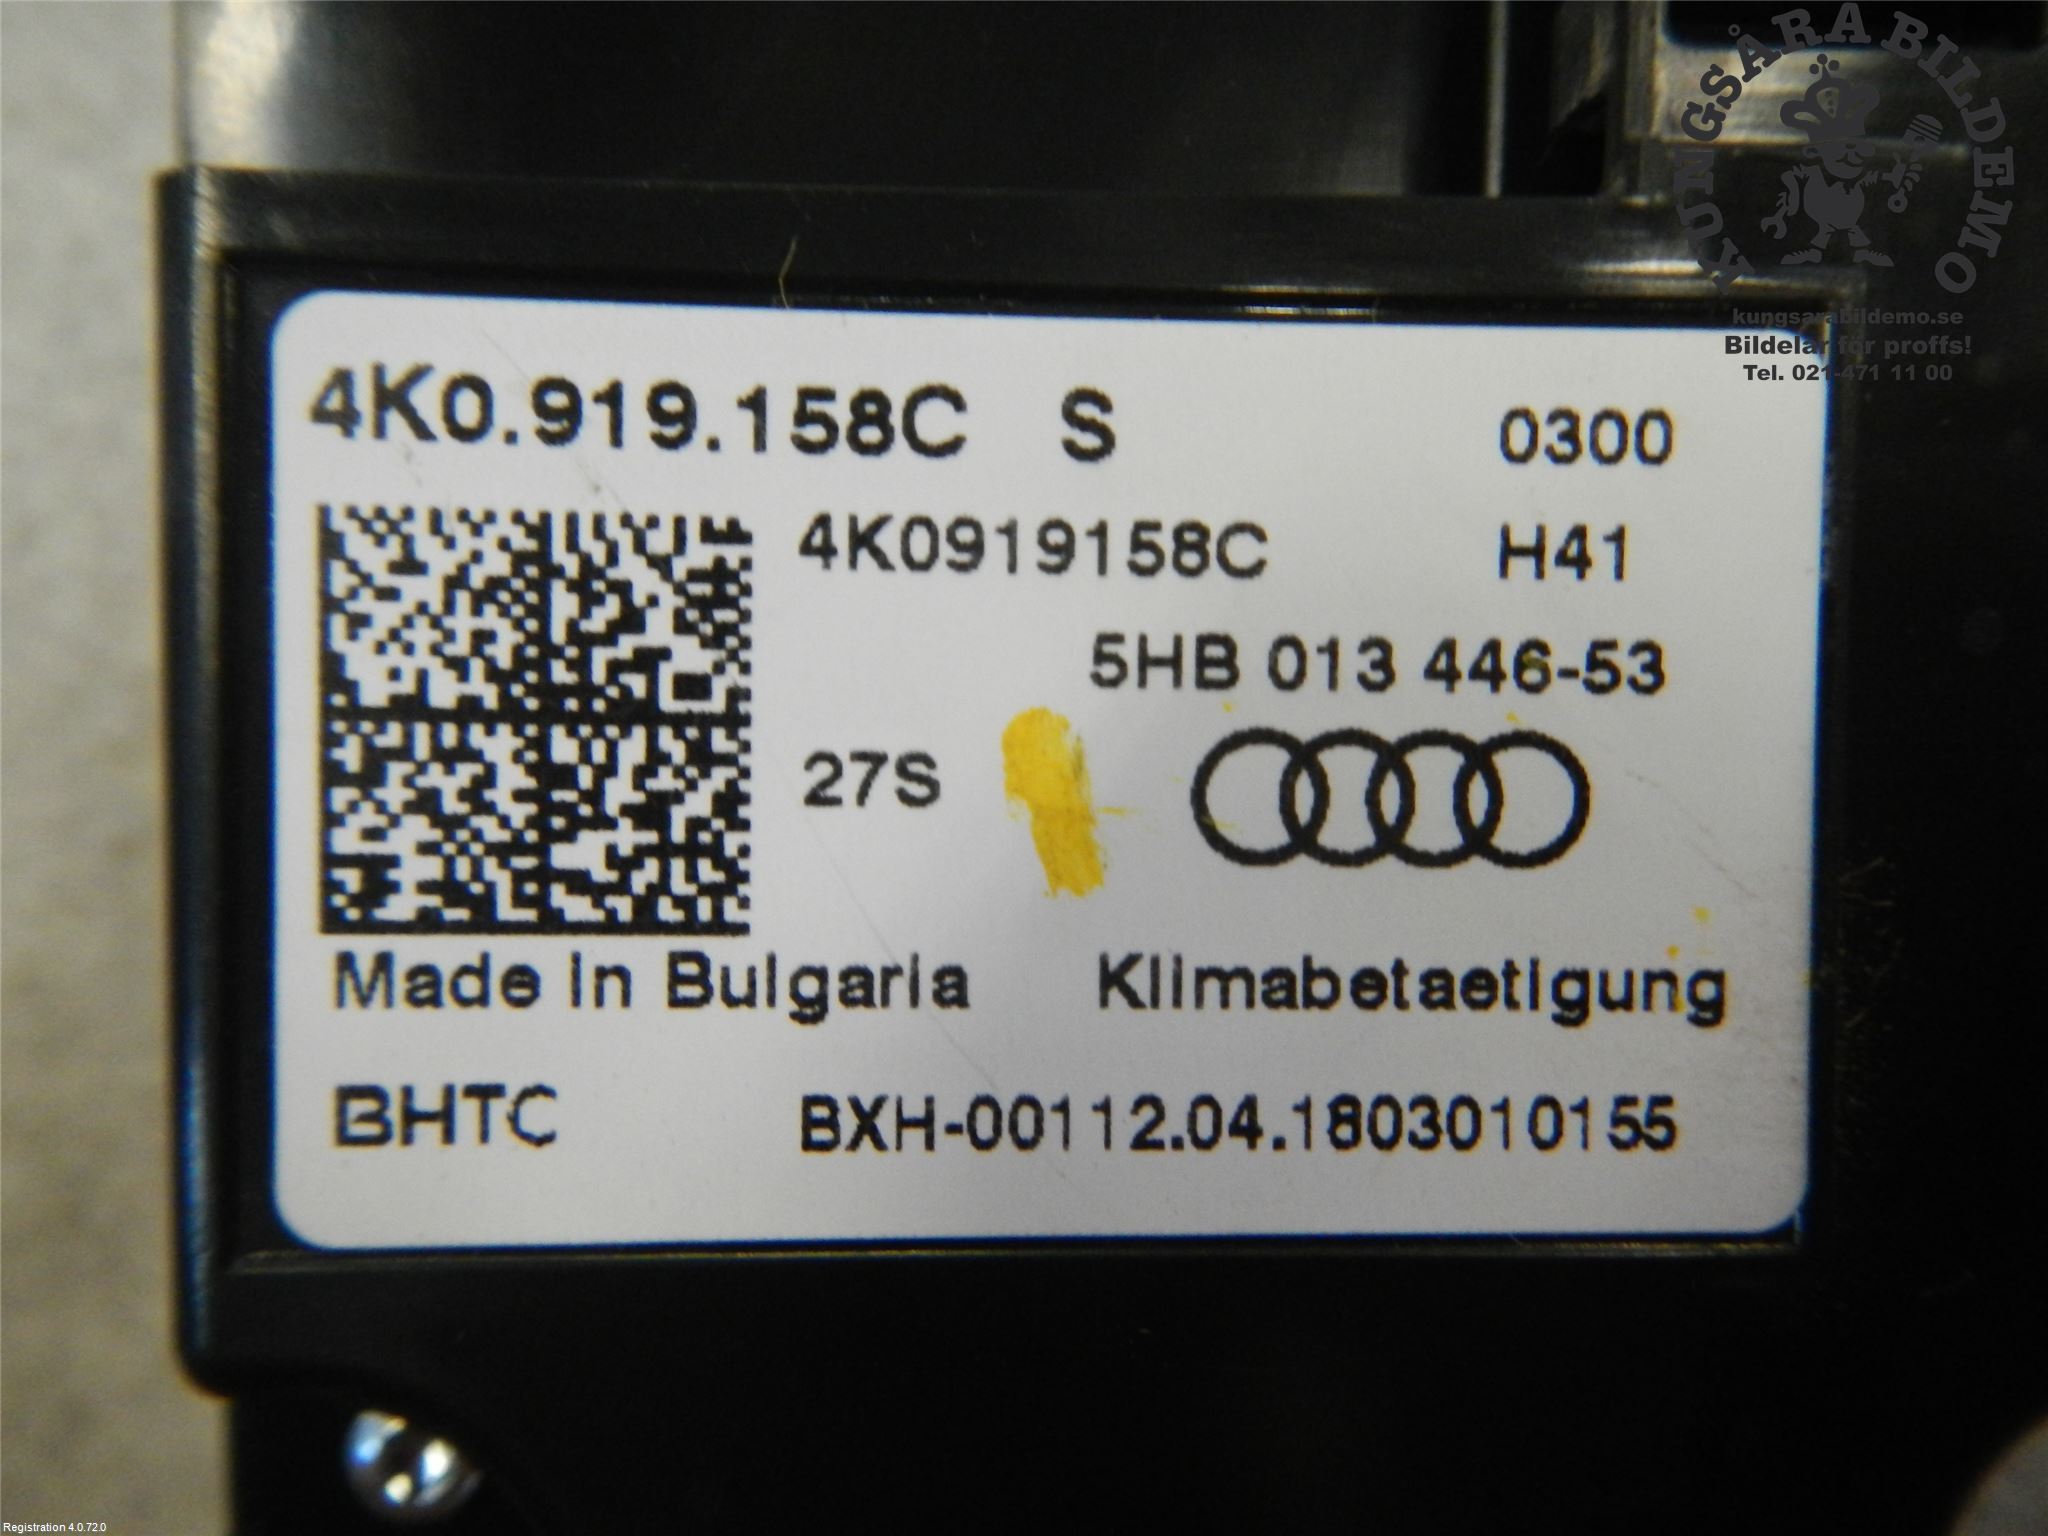 KUNGSÅRA BILDEMO
kungsarabildemo.se
Bildelar för proffs!
Tel. 021-471 11 00
4K0.919.158C S 0300
4K0919158C H41
5HB 013 446-53
27S
Made in Bulgaria Klimabetaetigung
BHTC BXH-00112.04.1803010155
Registration 4.0.72.0